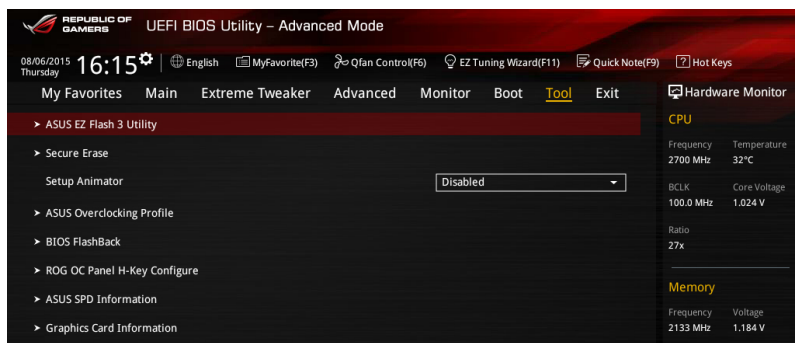 REPUBLIC OF
GAMERS
UEFI BIOS Utility – Advanced Mode
08/06/2015
Thursday
16:15
English
MyFavorite(F3)
Qfan Control(F6)
EZ Tuning Wizard(F11)
Quick Note(F9)
? Hot Keys
My Favorites Main Extreme Tweaker Advanced Monitor Boot Tool Exit
Hardware Monitor
> ASUS EZ Flash 3 Utility
> Secure Erase
Setup Animator Disabled
> ASUS Overclocking Profile
> BIOS FlashBack
> ROG OC Panel H-Key Configure
> ASUS SPD Information
> Graphics Card Information
CPU
Frequency Temperature
2700 MHz 32°C
BCLK Core Voltage
100.0 MHz 1.024 V
Ratio
27x
Memory
Frequency Voltage
2133 MHz 1.184 V